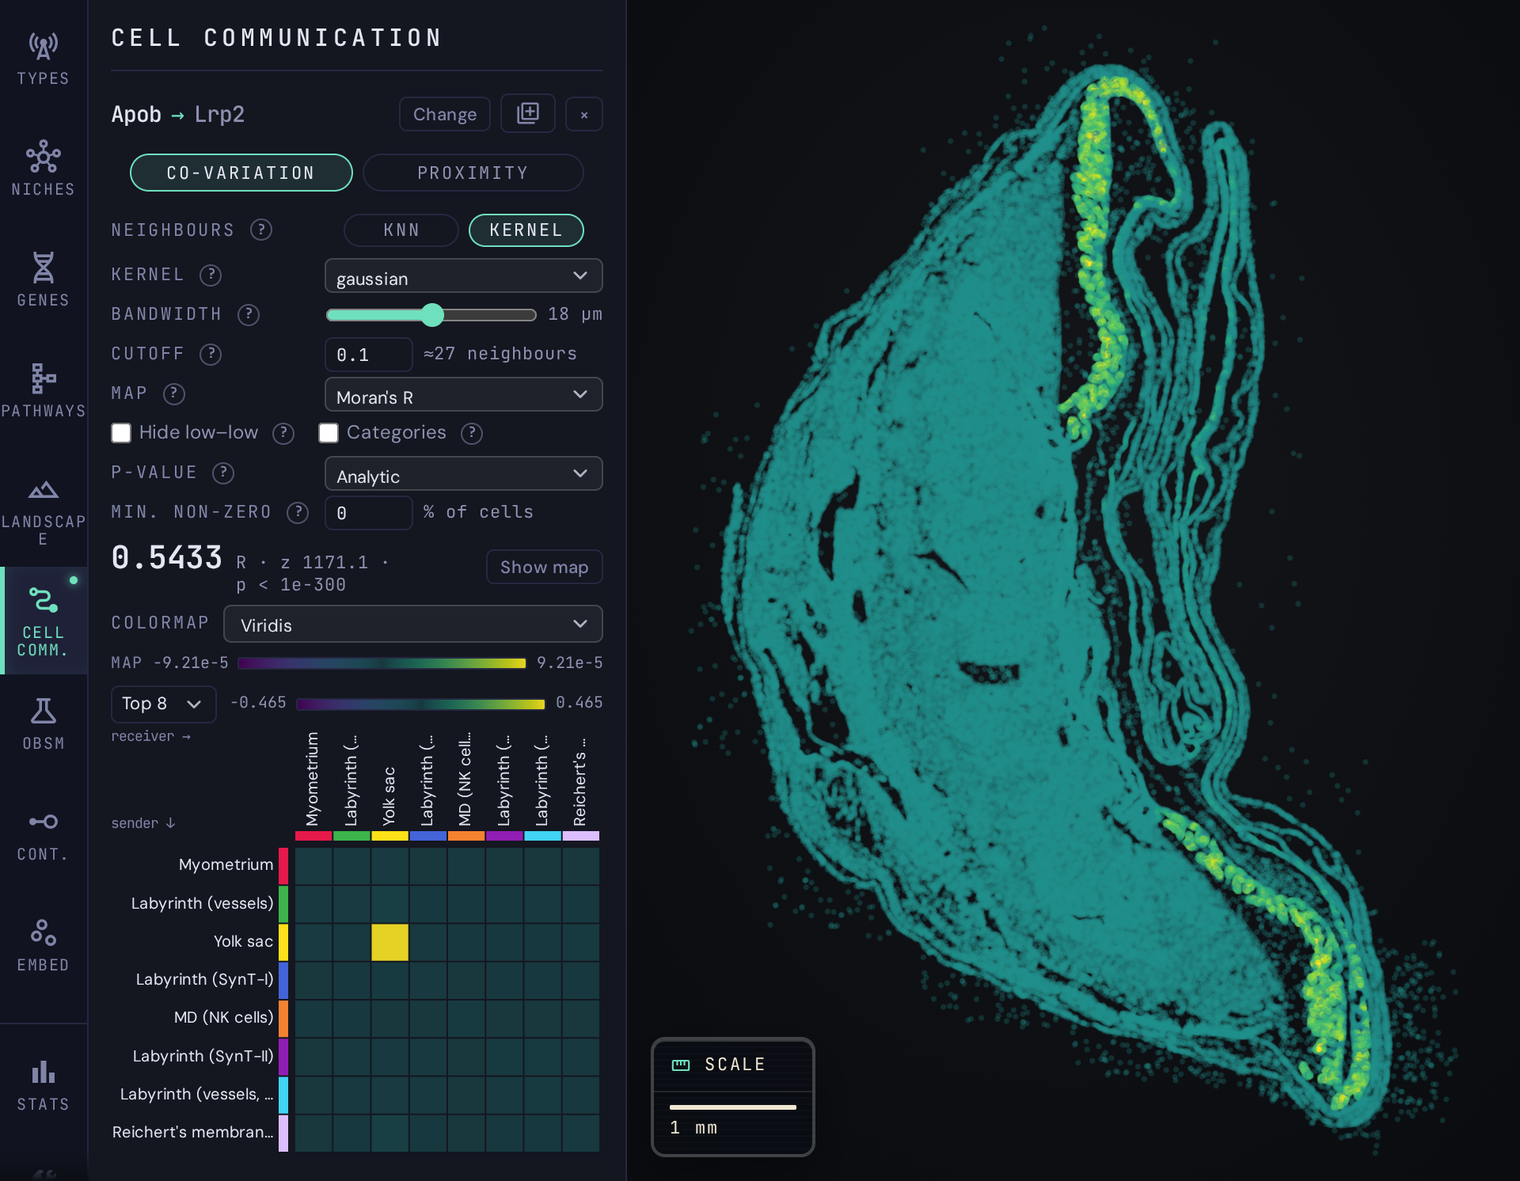 TYPES
NICHES
GENES
PATHWAYS
LANDSCAP
E
CELL
COMM.
OBSM
CONT.
EMBED
STATS
CELL COMMUNICATION
Apob → Lrp2
Change
×
CO-VARIATION
PROXIMITY
NEIGHBOURS ?
KNN
KERNEL
KERNEL ?
gaussian
BANDWIDTH ?
18 µm
CUTOFF ?
0.1
≈27 neighbours
MAP ?
Moran's R
Hide low–low ?
Categories ?
P-VALUE ?
Analytic
MIN. NON-ZERO ?
0
% of cells
0.5433
R · z 1171.1 ·
p < 1e-300
Show map
COLORMAP
Viridis
MAP -9.21e-5
9.21e-5
Top 8
-0.465
0.465
receiver →
Myometrium
Labyrinth (...
Yolk sac
Labyrinth (...
MD (NK cell...
Labyrinth (...
Labyrinth (...
Reichert's ...
sender ↓
Myometrium
Labyrinth (vessels)
Yolk sac
Labyrinth (SynT-I)
MD (NK cells)
Labyrinth (SynT-II)
Labyrinth (vessels, ...
Reichert's membran...
SCALE
1 mm